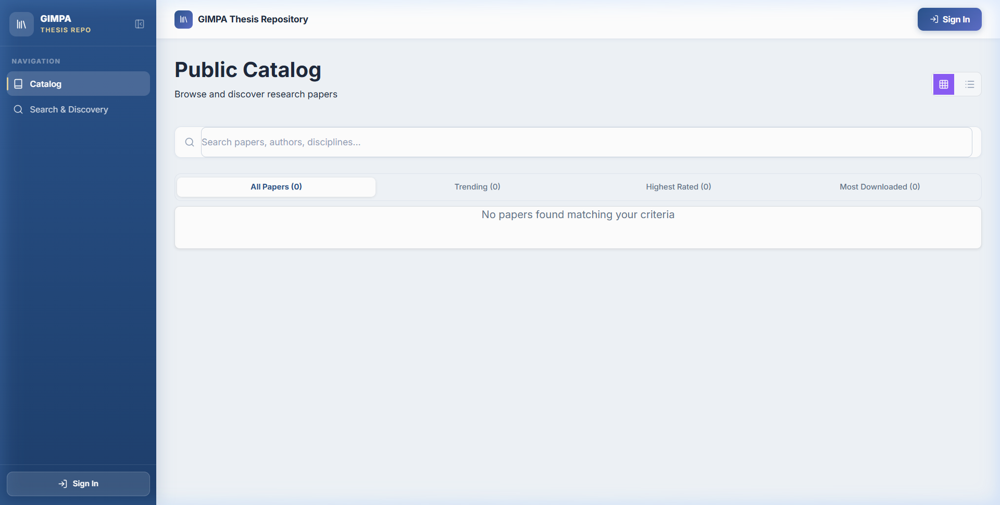 GIMPA
THESIS REPO
NAVIGATION
Catalog
Search & Discovery
Sign In
GIMPA Thesis Repository
Sign In
Public Catalog
Browse and discover research papers
Search papers, authors, disciplines...
All Papers (0)
Trending (0)
Highest Rated (0)
Most Downloaded (0)
No papers found matching your criteria